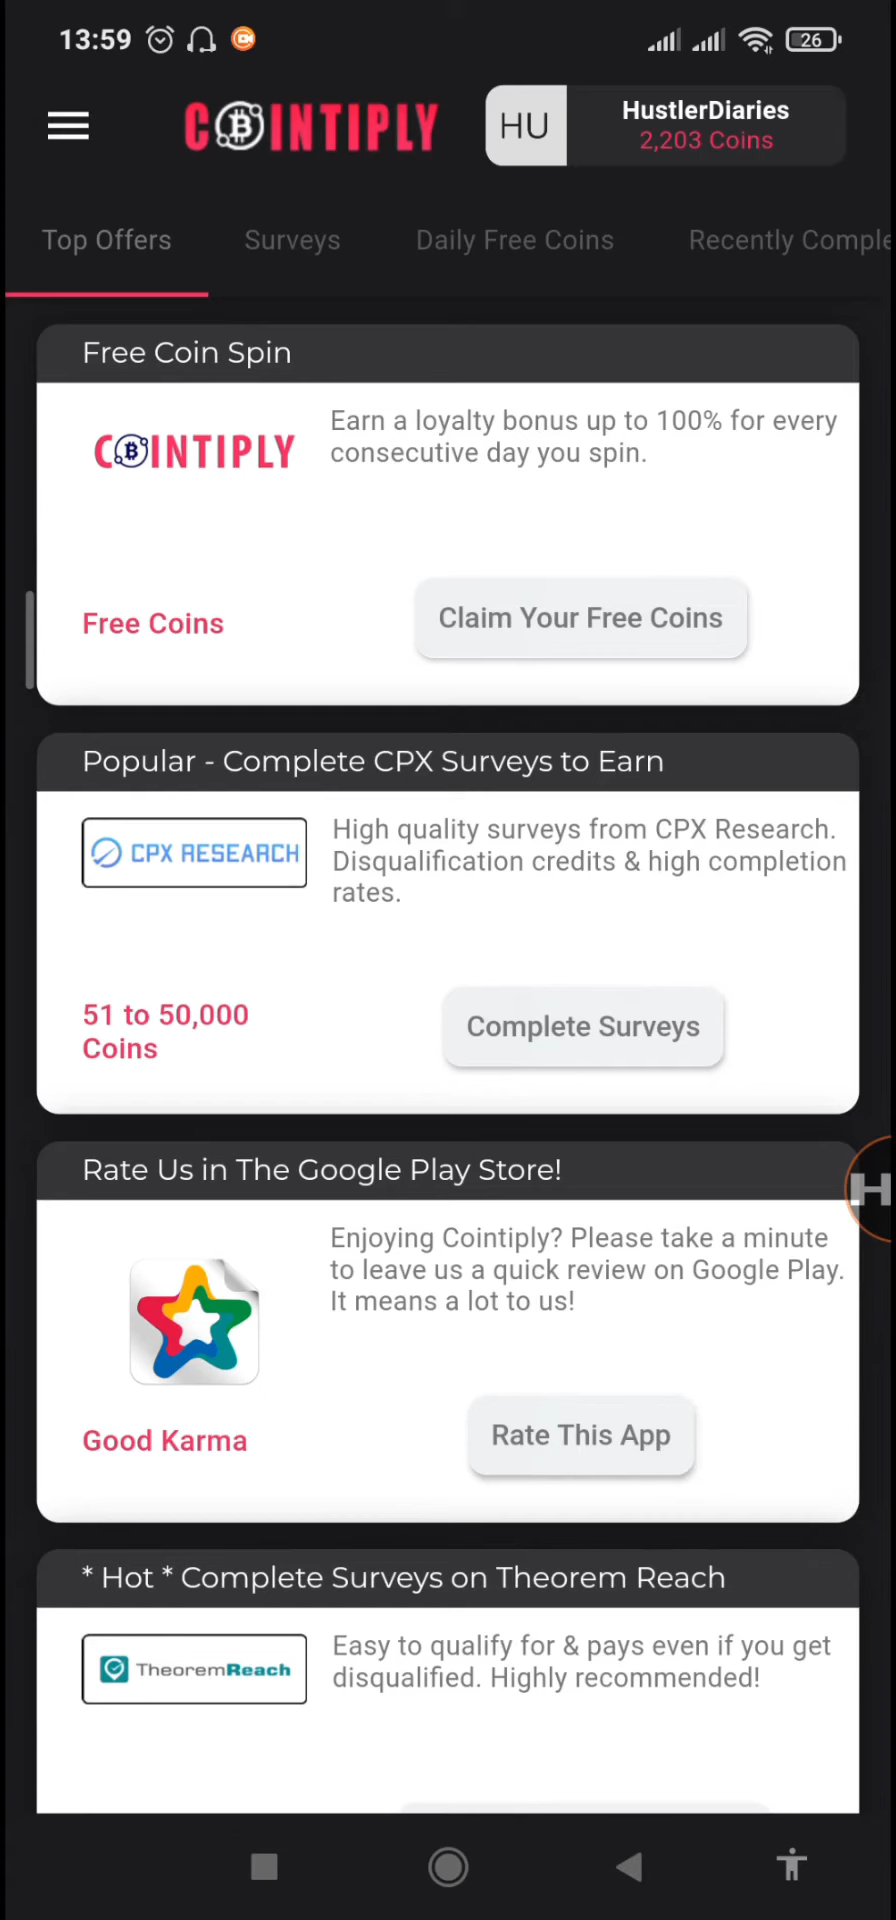 13:59
26
COINTIPLY
HU
HustlerDiaries
2,203 Coins
Top Offers
Surveys
Daily Free Coins
Recently Comple
Free Coin Spin
COINTIPLY
Earn a loyalty bonus up to 100% for every
consecutive day you spin.
Free Coins
Claim Your Free Coins
Popular - Complete CPX Surveys to Earn
CPX RESEARCH
High quality surveys from CPX Research.
Disqualification credits & high completion
rates.
51 to 50,000
Coins
Complete Surveys
Rate Us in The Google Play Store!
Enjoying Cointiply? Please take a minute
to leave us a quick review on Google Play.
It means a lot to us!
Good Karma
Rate This App
* Hot * Complete Surveys on Theorem Reach
TheoremReach
Easy to qualify for & pays even if you get
disqualified. Highly recommended!